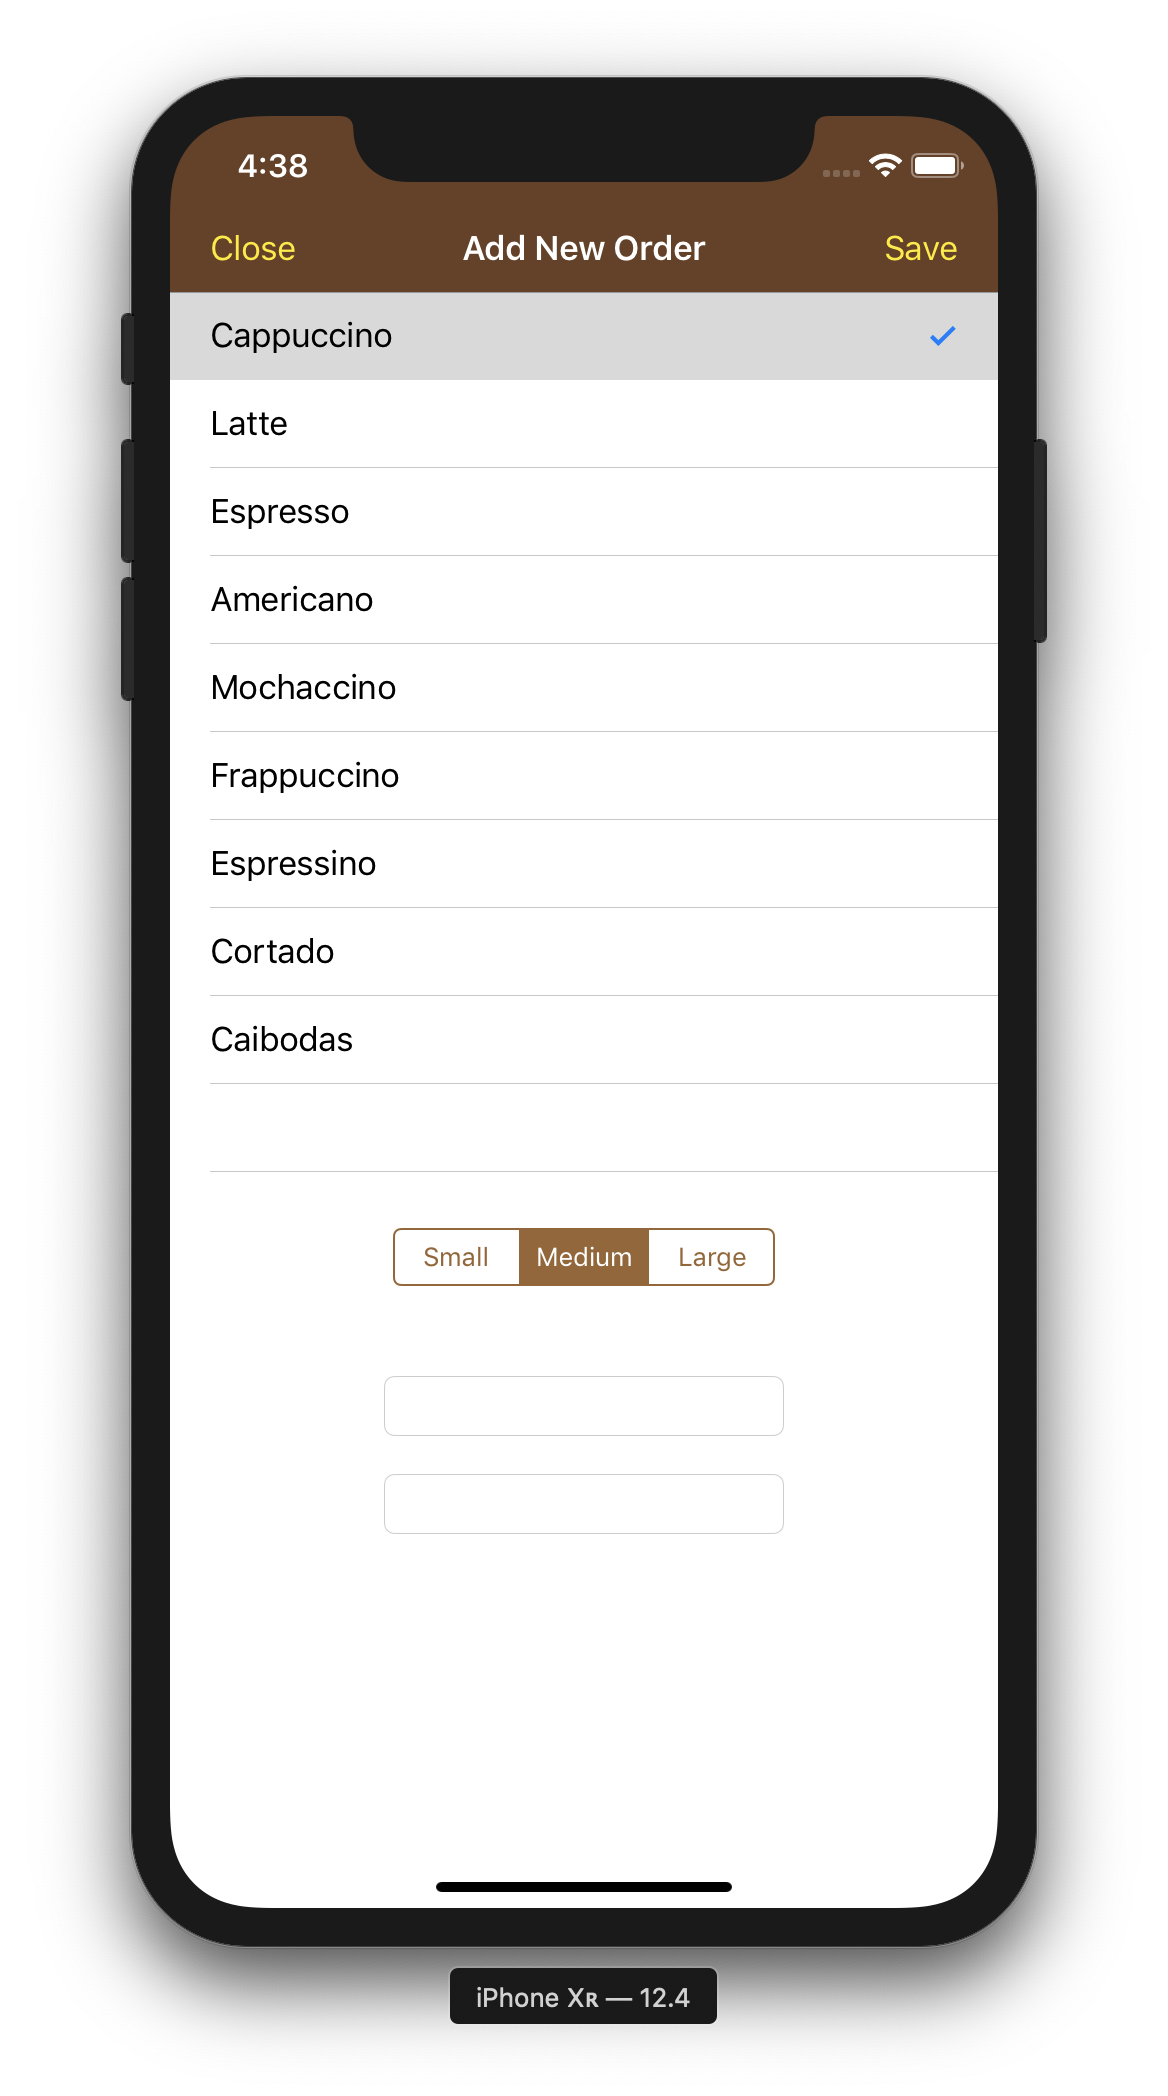 4:38
Close Add New Order Save
Cappuccino
Latte
Espresso
Americano
Mochaccino
Frappuccino
Espressino
Cortado
Caibodas
Small Medium Large
iPhone Xʀ — 12.4